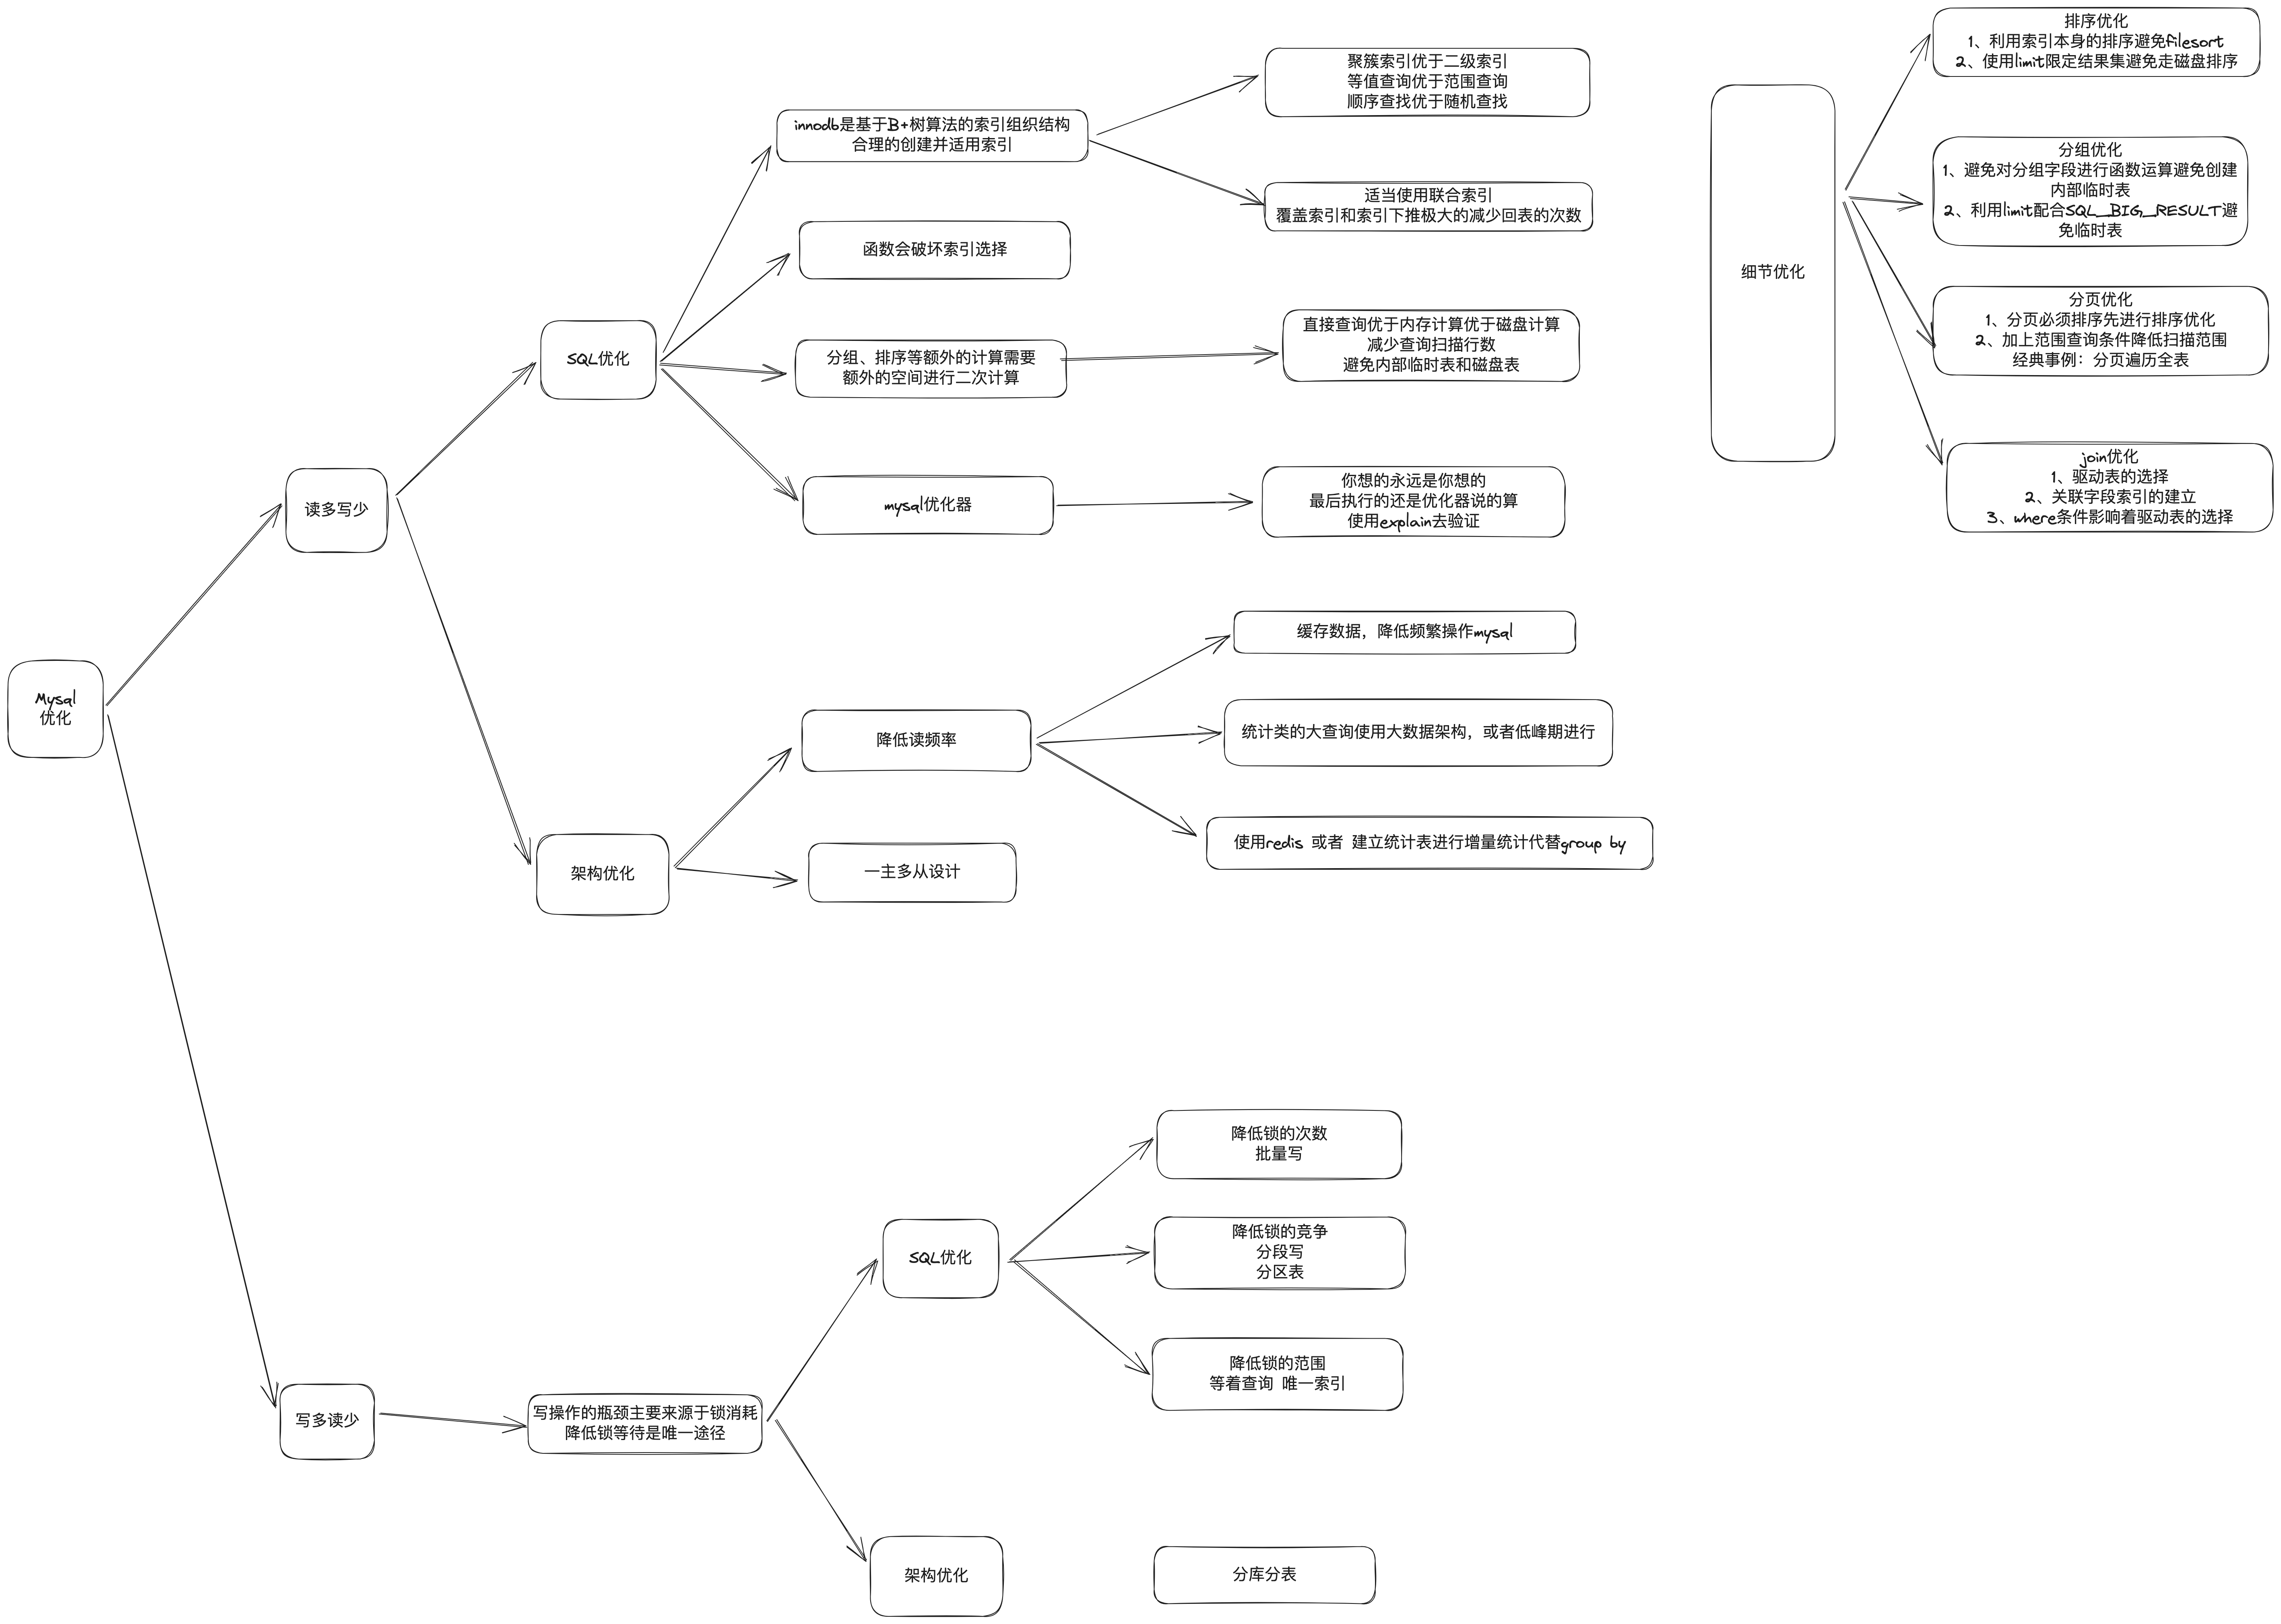 Mysql
优化
读多写少
SQL优化
innodb是基于B+树算法的索引组织结构
合理的创建并适用索引
聚簇索引优于二级索引
等值查询优于范围查询
顺序查找优于随机查找
适当使用联合索引
覆盖索引和索引下推极大的减少回表的次数
函数会破坏索引选择
分组、排序等额外的计算需要
额外的空间进行二次计算
直接查询优于内存计算优于磁盘计算
减少查询扫描行数
避免内部临时表和磁盘表
mysql优化器
你想的永远是你想的
最后执行的还是优化器说的算
使用explain去验证
架构优化
降低读频率
缓存数据，降低频繁操作mysql
统计类的大查询使用大数据架构，或者低峰期进行
使用redis 或者 建立统计表进行增量统计代替group by
一主多从设计
写多读少
写操作的瓶颈主要来源于锁消耗
降低锁等待是唯一途径
SQL优化
降低锁的次数
批量写
降低锁的竞争
分段写
分区表
降低锁的范围
等着查询 唯一索引
架构优化
分库分表
细节优化
排序优化
1、利用索引本身的排序避免filesort
2、使用limit限定结果集避免走磁盘排序
分组优化
1、避免对分组字段进行函数运算避免创建
内部临时表
2、利用limit配合SQL_BIG_RESULT避
免临时表
分页优化
1、分页必须排序先进行排序优化
2、加上范围查询条件降低扫描范围
经典事例：分页遍历全表
join优化
1、驱动表的选择
2、关联字段索引的建立
3、where条件影响着驱动表的选择